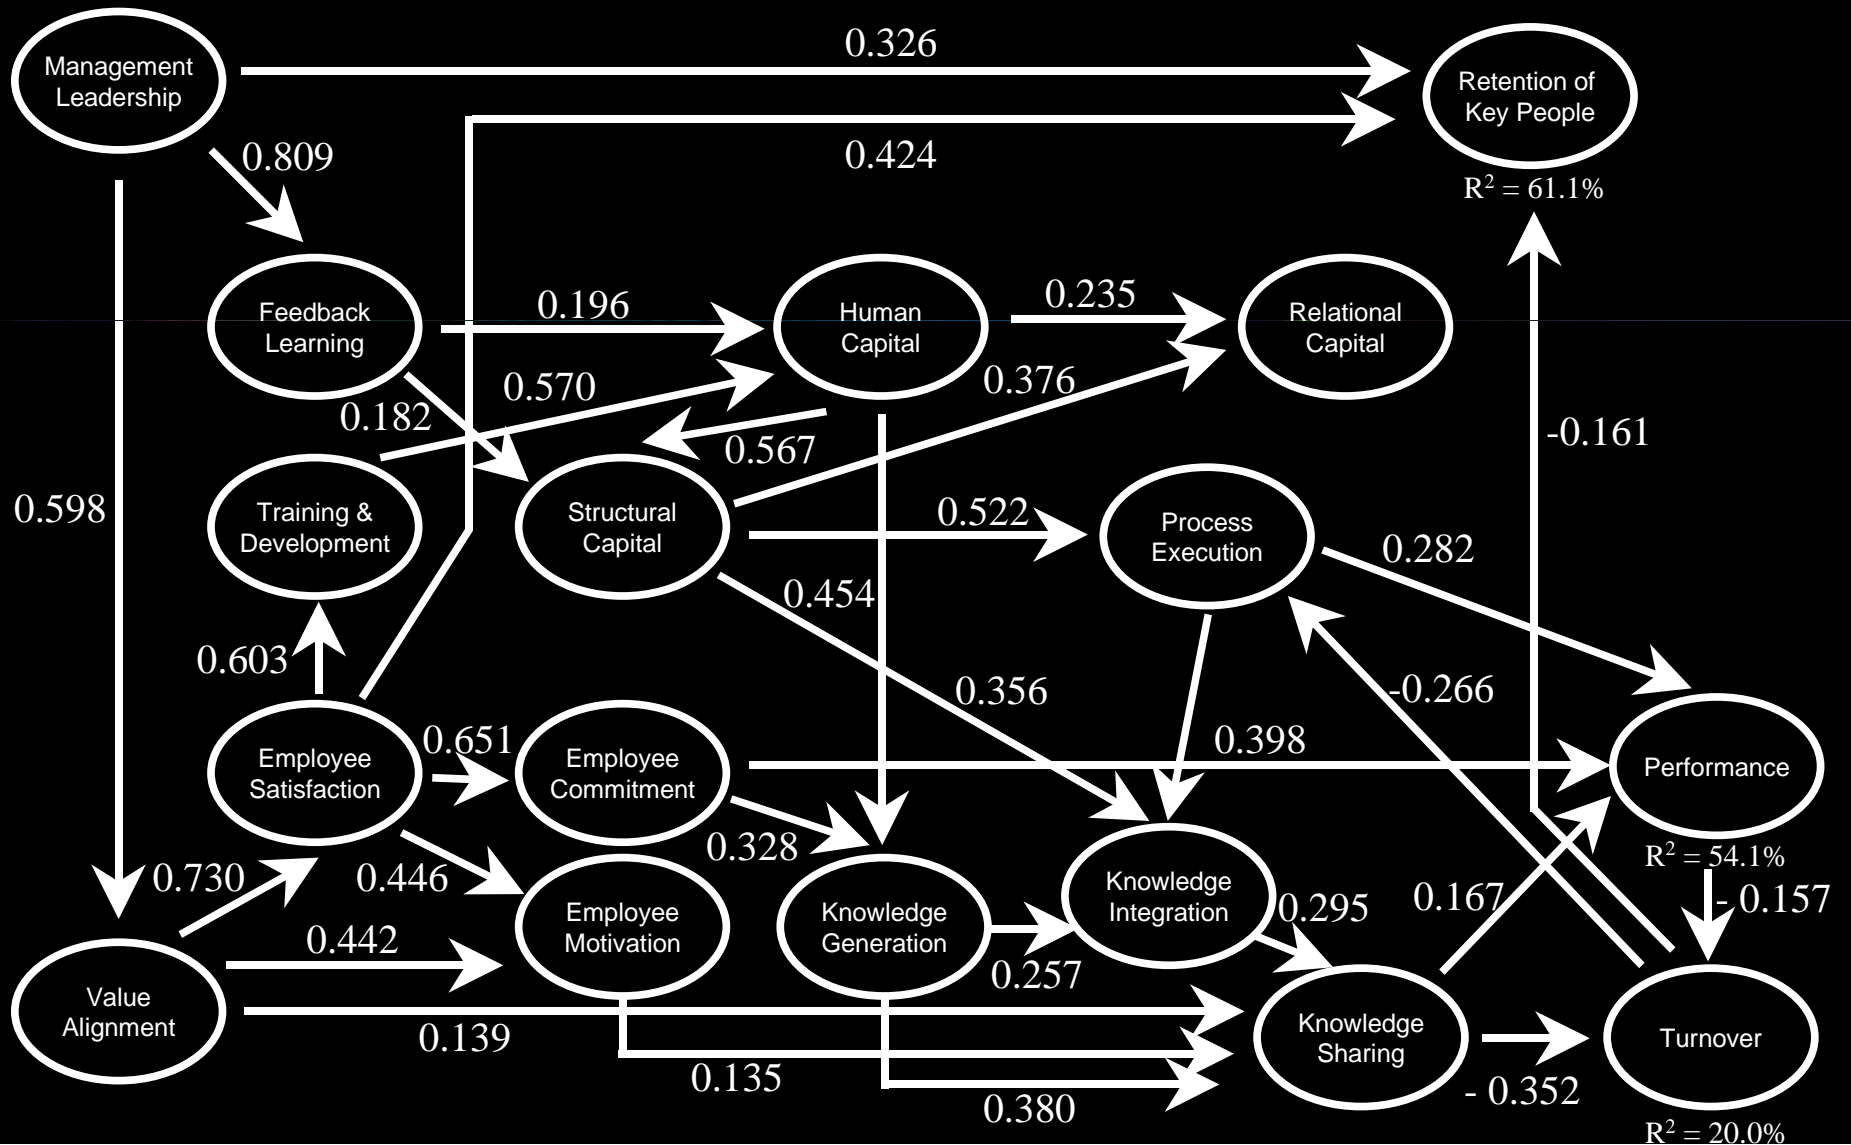 0.326
Management
Leadership
Retention of
Key People
0.809
0.424
R² = 61.1%
Feedback
Learning
0.196
Human
Capital
0.235
Relational
Capital
0.570
0.376
0.182
0.567
-0.161
0.598
Training &
Development
Structural
Capital
0.522
Process
Execution
0.282
0.454
0.603
0.356
-0.266
0.651
0.398
Employee
Satisfaction
Employee
Commitment
Performance
0.328
R² = 54.1%
0.730
0.446
Employee
Motivation
Knowledge
Generation
Knowledge
Integration
0.295
0.167
- 0.157
0.442
0.257
Value
Alignment
0.139
Knowledge
Sharing
Turnover
0.135
0.380
- 0.352
R² = 20.0%